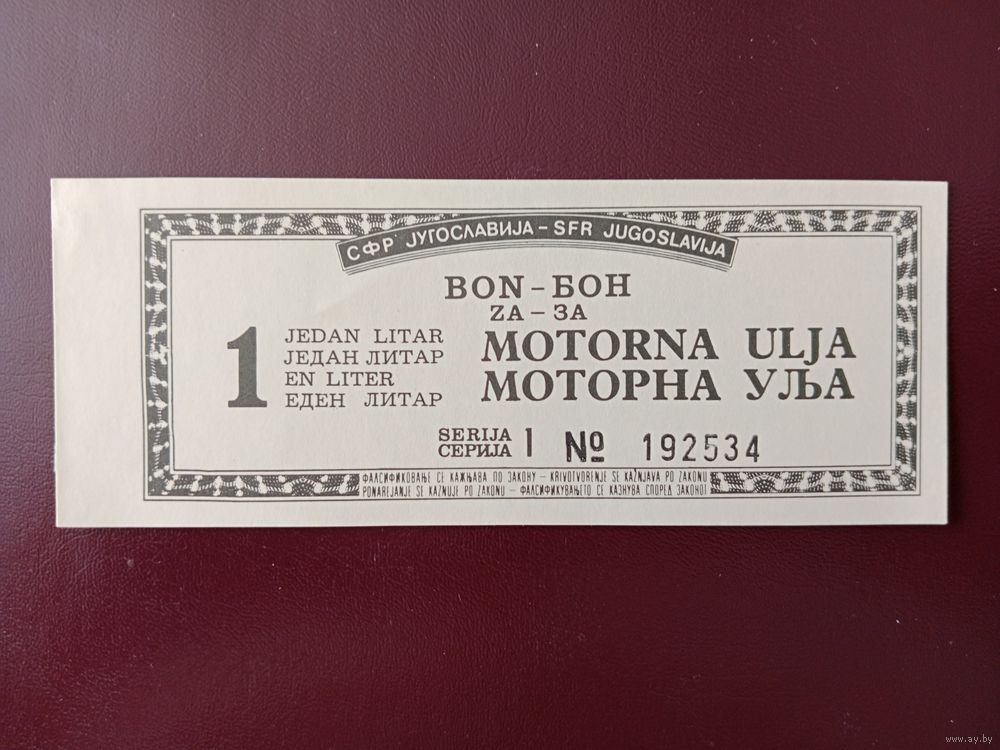 СФР ЈУГОСЛАВИЈА - SFR JUGOSLAVIJA
BON - БОН
ZA - ЗА
1
JEDAN LITAR
ЈЕДАН ЛИТАР
EN LITER
ЕДЕН ЛИТАР
MOTORNA ULJA
МОТОРНА УЉА
SERIJA
СЕРИЈА
I № 192534
ФАЛСИФИКОВАЊЕ СЕ КАЖЊАВА ПО ЗАКОНУ — KRIVOTVORENJE SE KAŽNJAVA PO ZAKONU
PONAREJANJE SE KAZNUJE PO ZAKONU — ФАЛСИФИКУВАЊЕТО СЕ КАЗНУВА СПОРЕД ЗАКОНОТ
www.ay.by